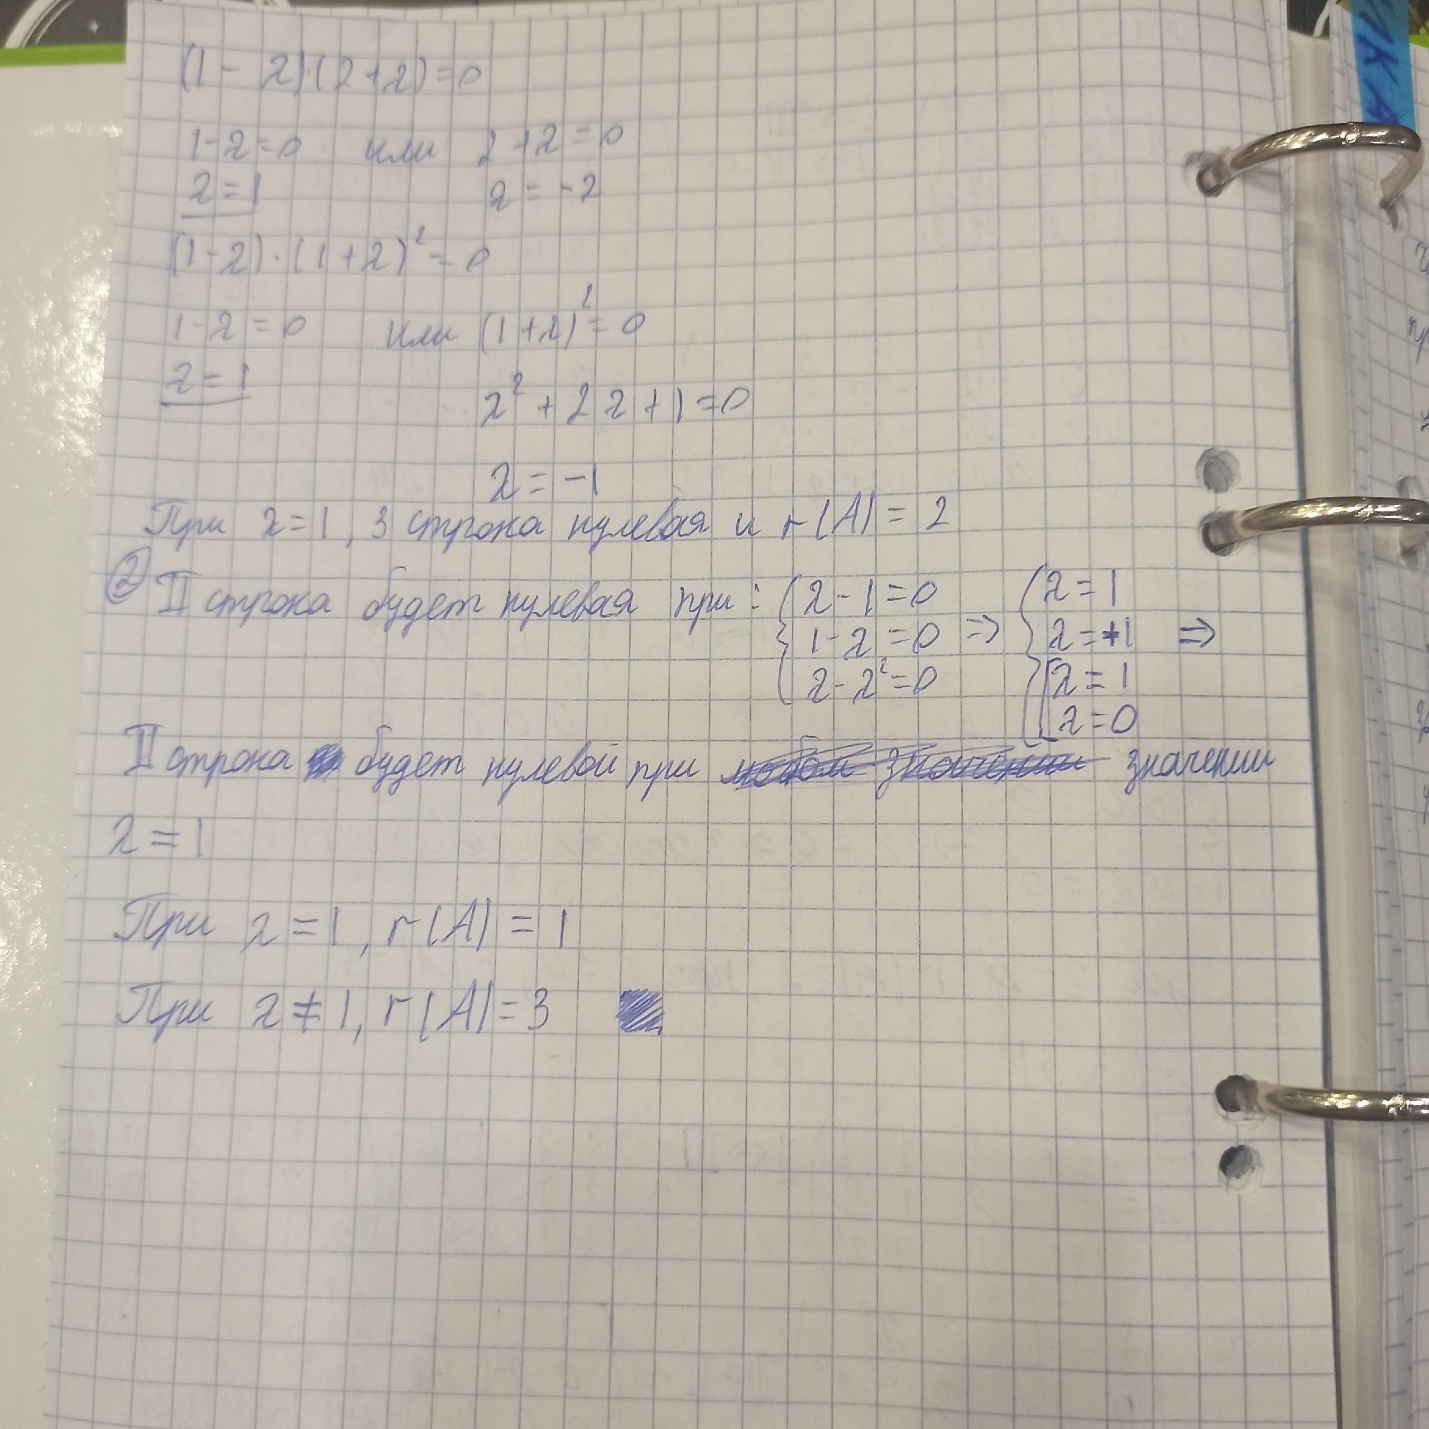 (1 - λ)·(2+λ)=0
1-λ=0 или 2+λ=0
λ=1 λ=-2
(1-λ)·(1+λ)²=0
1-λ=0 или (1+λ)²=0
λ=1 λ²+2λ+1=0
λ=-1
При λ=1, 3 строка нулевая и r(A)=2
② II строка будет нулевая при: { λ-1=0 1-λ=0 λ-λ²=0 ⇒ { λ=1 λ=+1 [ λ=1 λ=0 ⇒
II строка будет нулевой при значении
λ=1
При λ=1, r(A)=1
При λ≠1, r(A)=3
ИКА